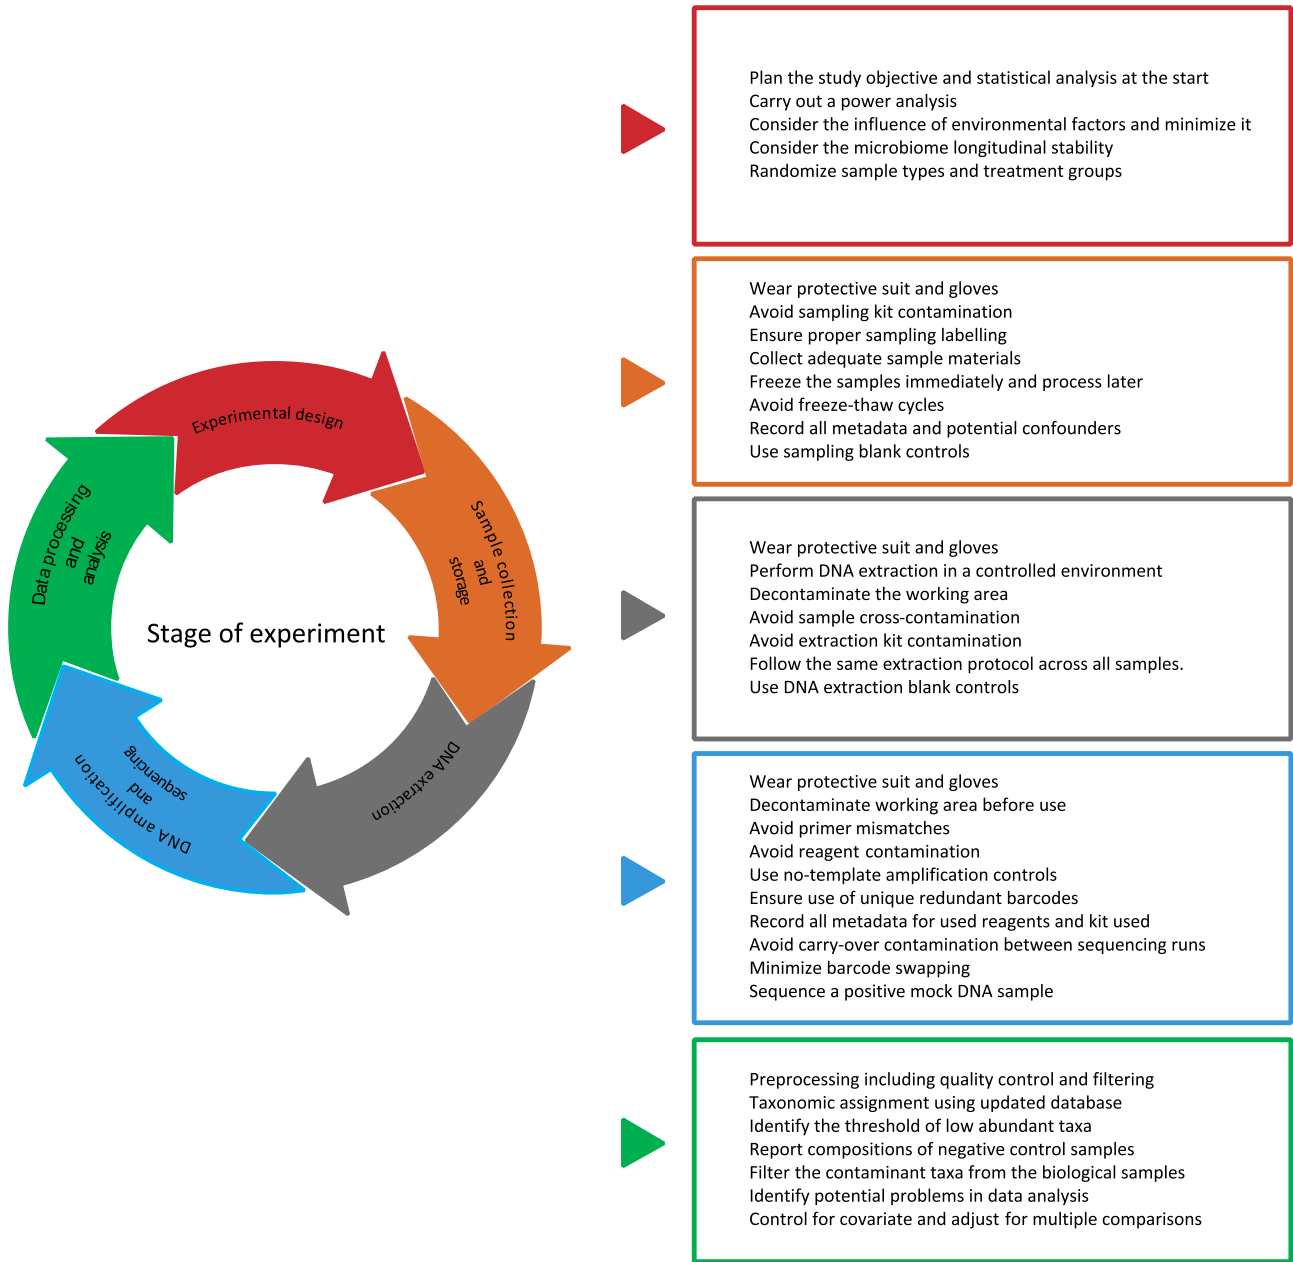 Experimental design
Sample collection
and
storage
DNA extraction
DNA amplification
and
sequencing
Data processing
and
analysis
Stage of experiment
Plan the study objective and statistical analysis at the start
Carry out a power analysis
Consider the influence of environmental factors and minimize it
Consider the microbiome longitudinal stability
Randomize sample types and treatment groups
Wear protective suit and gloves
Avoid sampling kit contamination
Ensure proper sampling labelling
Collect adequate sample materials
Freeze the samples immediately and process later
Avoid freeze-thaw cycles
Record all metadata and potential confounders
Use sampling blank controls
Wear protective suit and gloves
Perform DNA extraction in a controlled environment
Decontaminate the working area
Avoid sample cross-contamination
Avoid extraction kit contamination
Follow the same extraction protocol across all samples.
Use DNA extraction blank controls
Wear protective suit and gloves
Decontaminate working area before use
Avoid primer mismatches
Avoid reagent contamination
Use no-template amplification controls
Ensure use of unique redundant barcodes
Record all metadata for used reagents and kit used
Avoid carry-over contamination between sequencing runs
Minimize barcode swapping
Sequence a positive mock DNA sample
Preprocessing including quality control and filtering
Taxonomic assignment using updated database
Identify the threshold of low abundant taxa
Report compositions of negative control samples
Filter the contaminant taxa from the biological samples
Identify potential problems in data analysis
Control for covariate and adjust for multiple comparisons